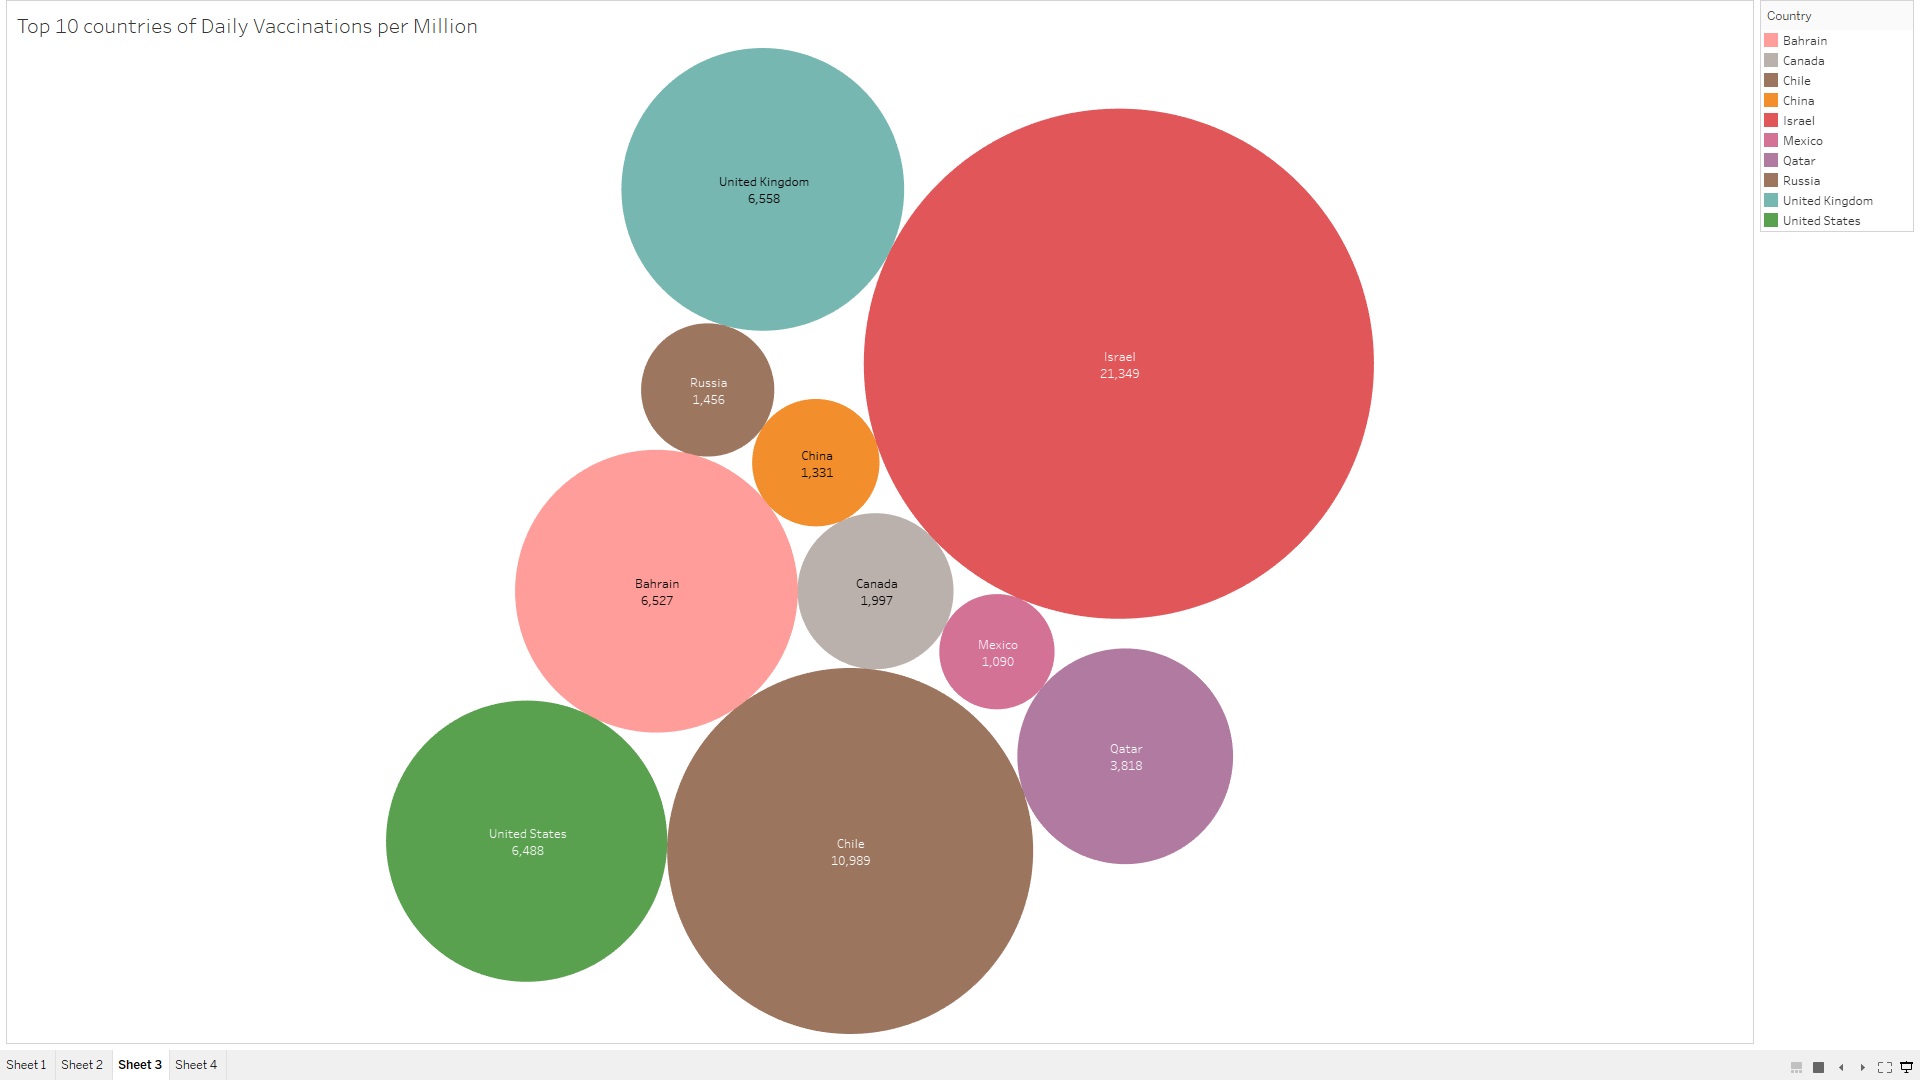 Top 10 countries of Daily Vaccinations per Million
United Kingdom
6,558
Israel
21,349
Russia
1,456
China
1,331
Bahrain
6,527
Canada
1,997
Mexico
1,090
Qatar
3,818
United States
6,488
Chile
10,989
Country
Bahrain
Canada
Chile
China
Israel
Mexico
Qatar
Russia
United Kingdom
United States
Sheet 1 Sheet 2 Sheet 3 Sheet 4